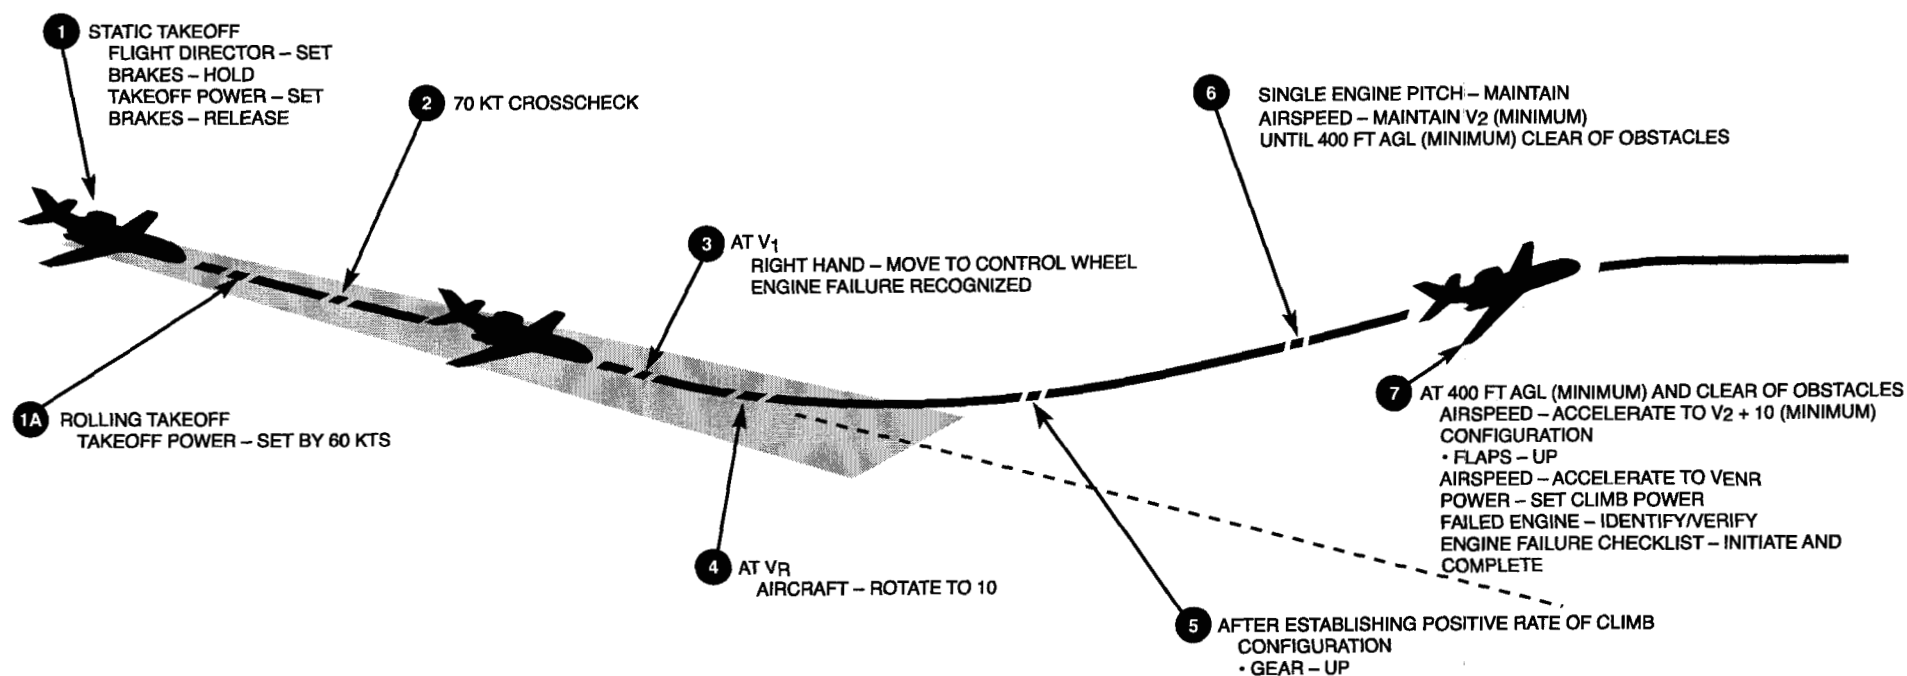 1 STATIC TAKEOFF
FLIGHT DIRECTOR – SET
BRAKES – HOLD
TAKEOFF POWER – SET
BRAKES – RELEASE
1A ROLLING TAKEOFF
TAKEOFF POWER – SET BY 60 KTS
2 70 KT CROSSCHECK
3 AT V1
RIGHT HAND – MOVE TO CONTROL WHEEL
ENGINE FAILURE RECOGNIZED
4 AT VR
AIRCRAFT – ROTATE TO 10
5 AFTER ESTABLISHING POSITIVE RATE OF CLIMB
CONFIGURATION
• GEAR – UP
6 SINGLE ENGINE PITCH – MAINTAIN
AIRSPEED – MAINTAIN V2 (MINIMUM)
UNTIL 400 FT AGL (MINIMUM) CLEAR OF OBSTACLES
7 AT 400 FT AGL (MINIMUM) AND CLEAR OF OBSTACLES
AIRSPEED – ACCELERATE TO V2 + 10 (MINIMUM)
CONFIGURATION
• FLAPS – UP
AIRSPEED – ACCELERATE TO VENR
POWER – SET CLIMB POWER
FAILED ENGINE – IDENTIFY/VERIFY
ENGINE FAILURE CHECKLIST – INITIATE AND
COMPLETE